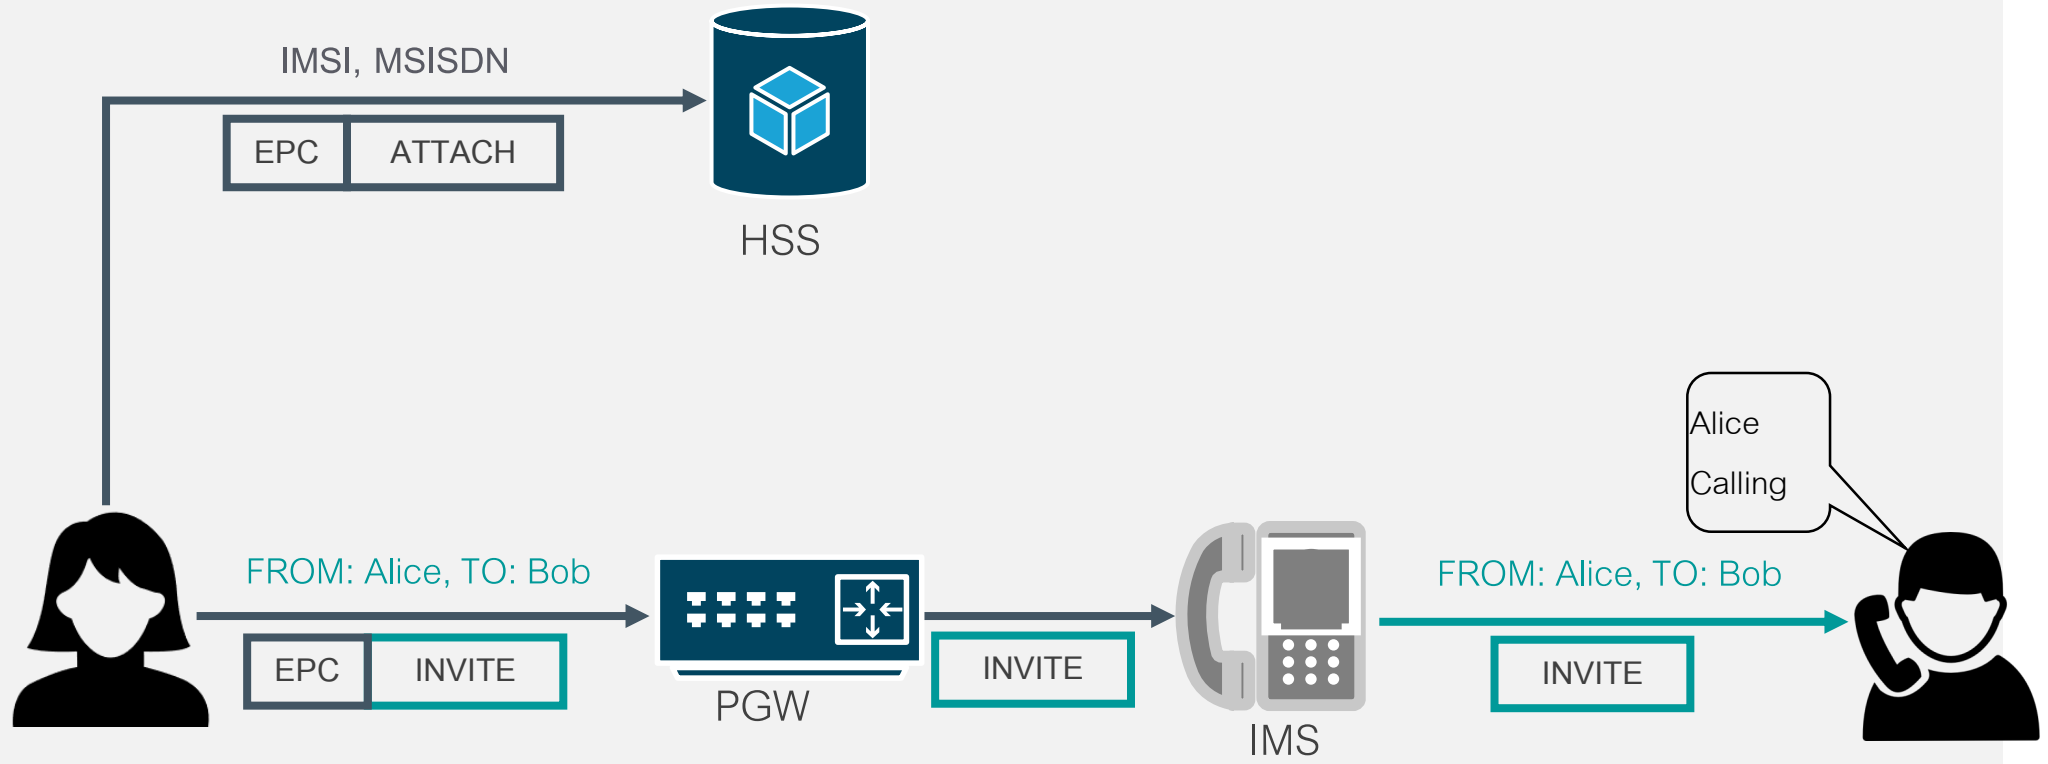 IMSI, MSISDN
EPC ATTACH
HSS
Alice
Calling
FROM: Alice, TO: Bob
EPC INVITE
PGW
INVITE
IMS
FROM: Alice, TO: Bob
INVITE